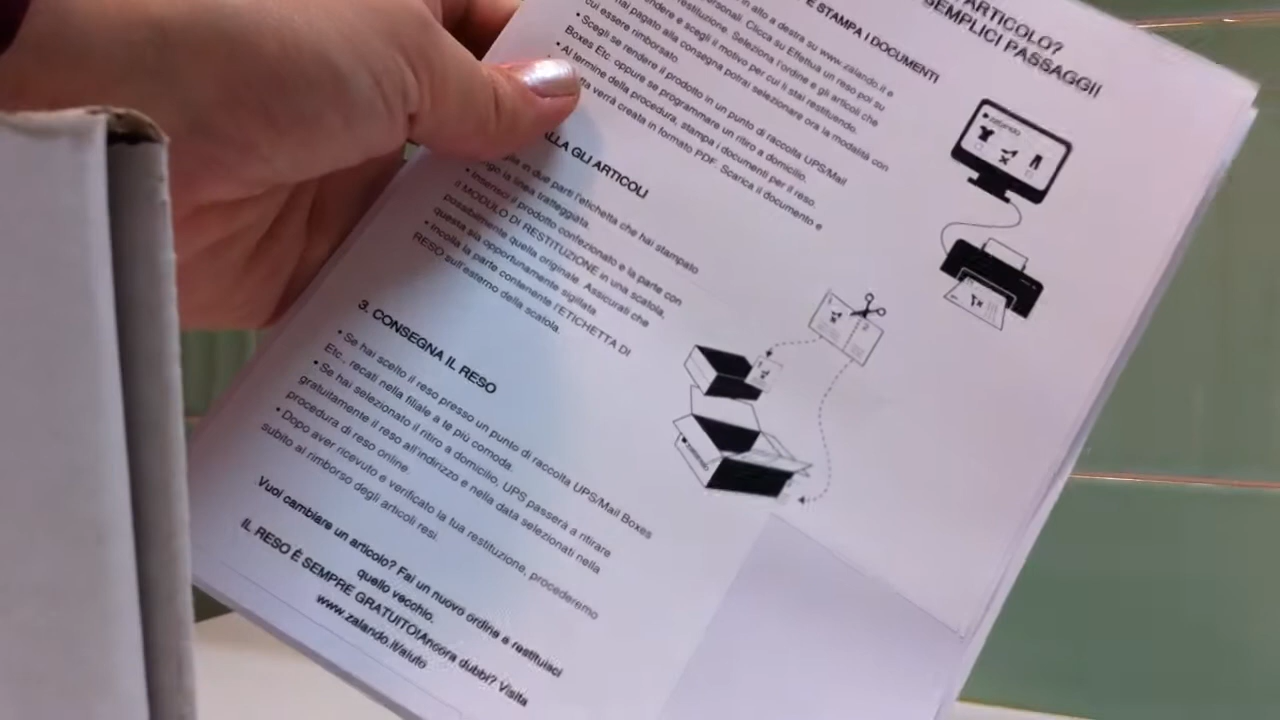 ARTICOLO?
SEMPLICI PASSAGGI!
E STAMPA I DOCUMENTI
in alto a destra su www.zalando.it e
Clicca su Effettua un reso poi su
restituzione. Seleziona l'ordine e gli articoli che
rendere e scegli il motivo per cui li stai restituendo.
hai pagato alla consegna potrai selezionare ora la modalità con
cui essere rimborsato.
• Scegli se rendere il prodotto in un punto di raccolta UPS/Mail
Boxes Etc. oppure se programmare un ritiro a domicilio.
• Al termine della procedura, stampa i documenti per il reso.
verrà creata in formato PDF. Scarica il documento e
GLI ARTICOLI
in due parti l'etichetta che hai stampato
la linea tratteggiata.
• Inserisci il prodotto confezionato e la parte con
il MODULO DI RESTITUZIONE in una scatola,
possibilmente quella originale. Assicurati che
questa sia opportunamente sigillata.
• Incolla la parte contenente l'ETICHETTA DI
RESO sull'esterno della scatola.
3. CONSEGNA IL RESO
• Se hai scelto il reso presso un punto di raccolta UPS/Mail Boxes
Etc., recati nella filiale a te più comoda.
• Se hai selezionato il ritiro a domicilio, UPS passerà a ritirare
gratuitamente il reso all'indirizzo e nella data selezionati nella
procedura di reso online.
• Dopo aver ricevuto e verificato la tua restituzione, procederemo
subito al rimborso degli articoli resi.
Vuoi cambiare un articolo? Fai un nuovo ordine e restituisci
quello vecchio.
IL RESO È SEMPRE GRATUITO!Ancora dubbi? Visita
www.zalando.it/aiuto
zalando
zalando